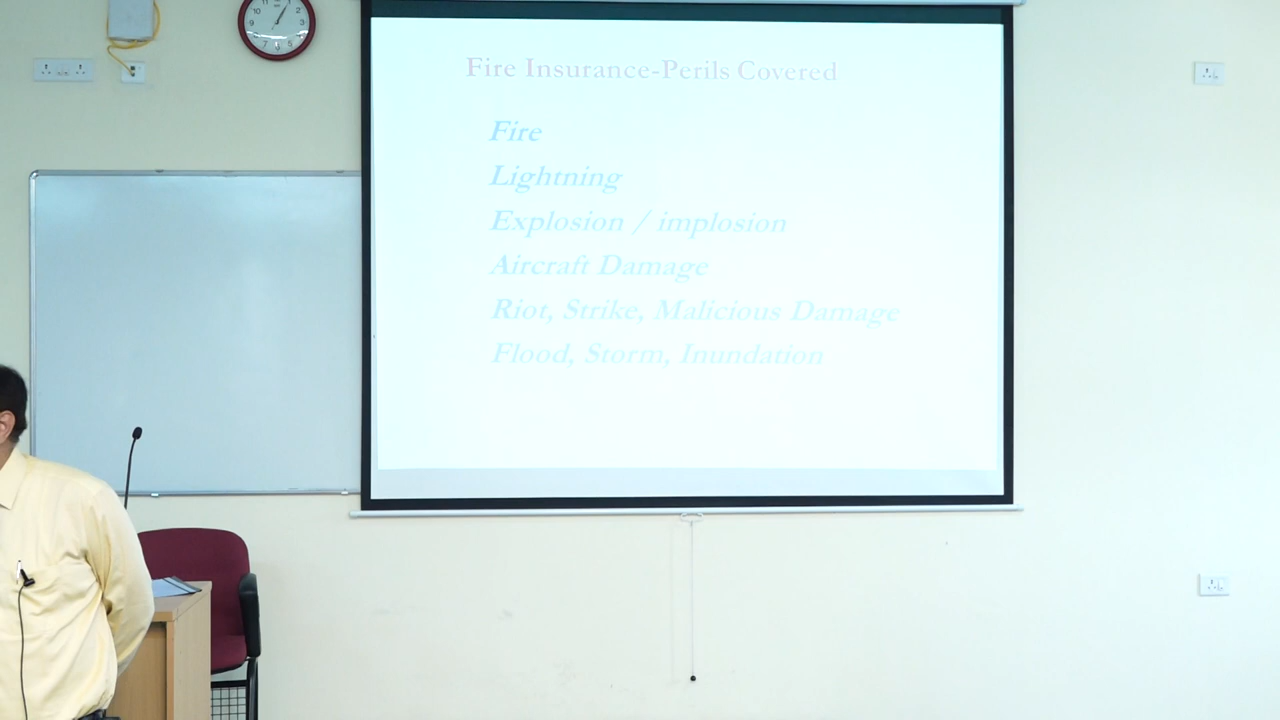 Fire Insurance-Perils Covered
Fire
Lightning
Explosion / implosion
Aircraft Damage
Riot, Strike, Malicious Damage
Flood, Storm, Inundation